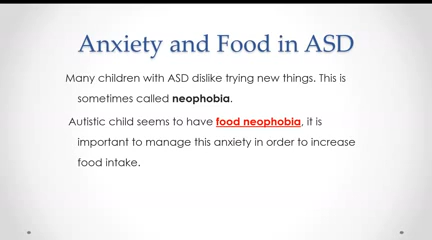 Anxiety and Food in ASD
Many children with ASD dislike trying new things. This is
sometimes called neophobia.
Autistic child seems to have food neophobia, it is
important to manage this anxiety in order to increase
food intake.